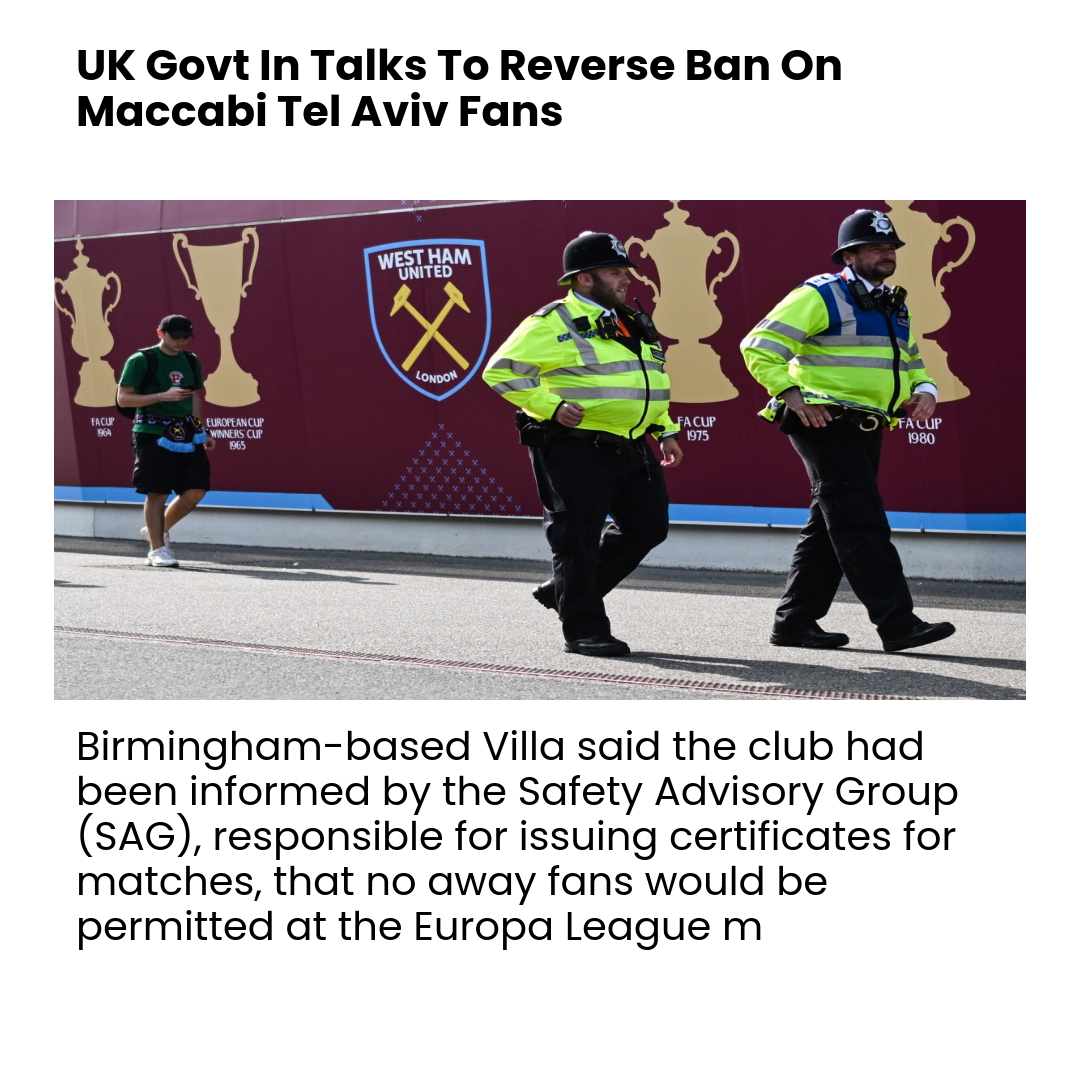 UK Govt In Talks To Reverse Ban On
Maccabi Tel Aviv Fans
WEST HAM
UNITED
LONDON
FA CUP
1964
EUROPEAN CUP
WINNERS' CUP
1965
FA CUP
1975
FA CUP
1980
Birmingham-based Villa said the club had
been informed by the Safety Advisory Group
(SAG), responsible for issuing certificates for
matches, that no away fans would be
permitted at the Europa League m